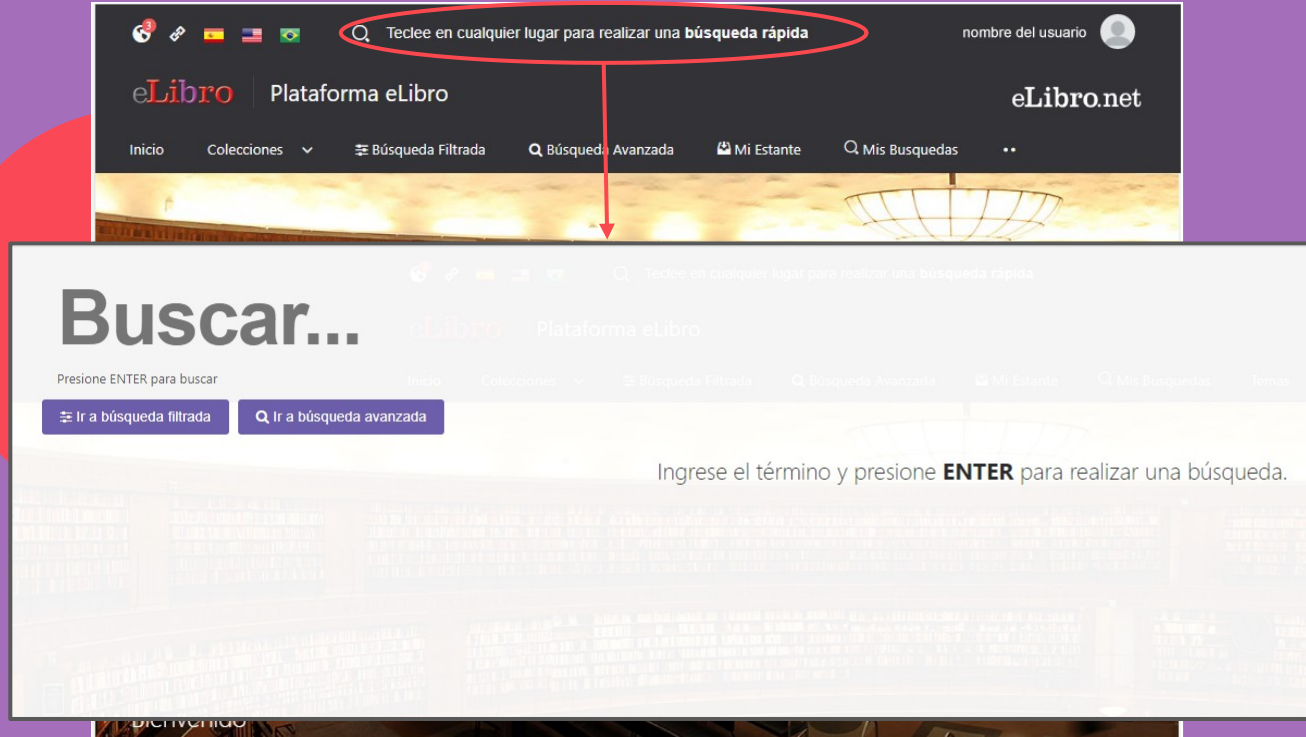 3
Teclee en cualquier lugar para realizar una búsqueda rápida
nombre del usuario
eLibro Plataforma eLibro
eLibro.net
Inicio Colecciones Búsqueda Filtrada Búsqueda Avanzada Mi Estante Mis Busquedas ••
Teclee en cualquier lugar para realizar una búsqueda rápida
Buscar...
eLibro Plataforma eLibro
Presione ENTER para buscar
Inicio Colecciones Búsqueda Filtrada Búsqueda Avanzada Mi Estante Mis Busquedas Temas
Ir a búsqueda filtrada Ir a búsqueda avanzada
Ingrese el término y presione ENTER para realizar una búsqueda.
Bienvenido